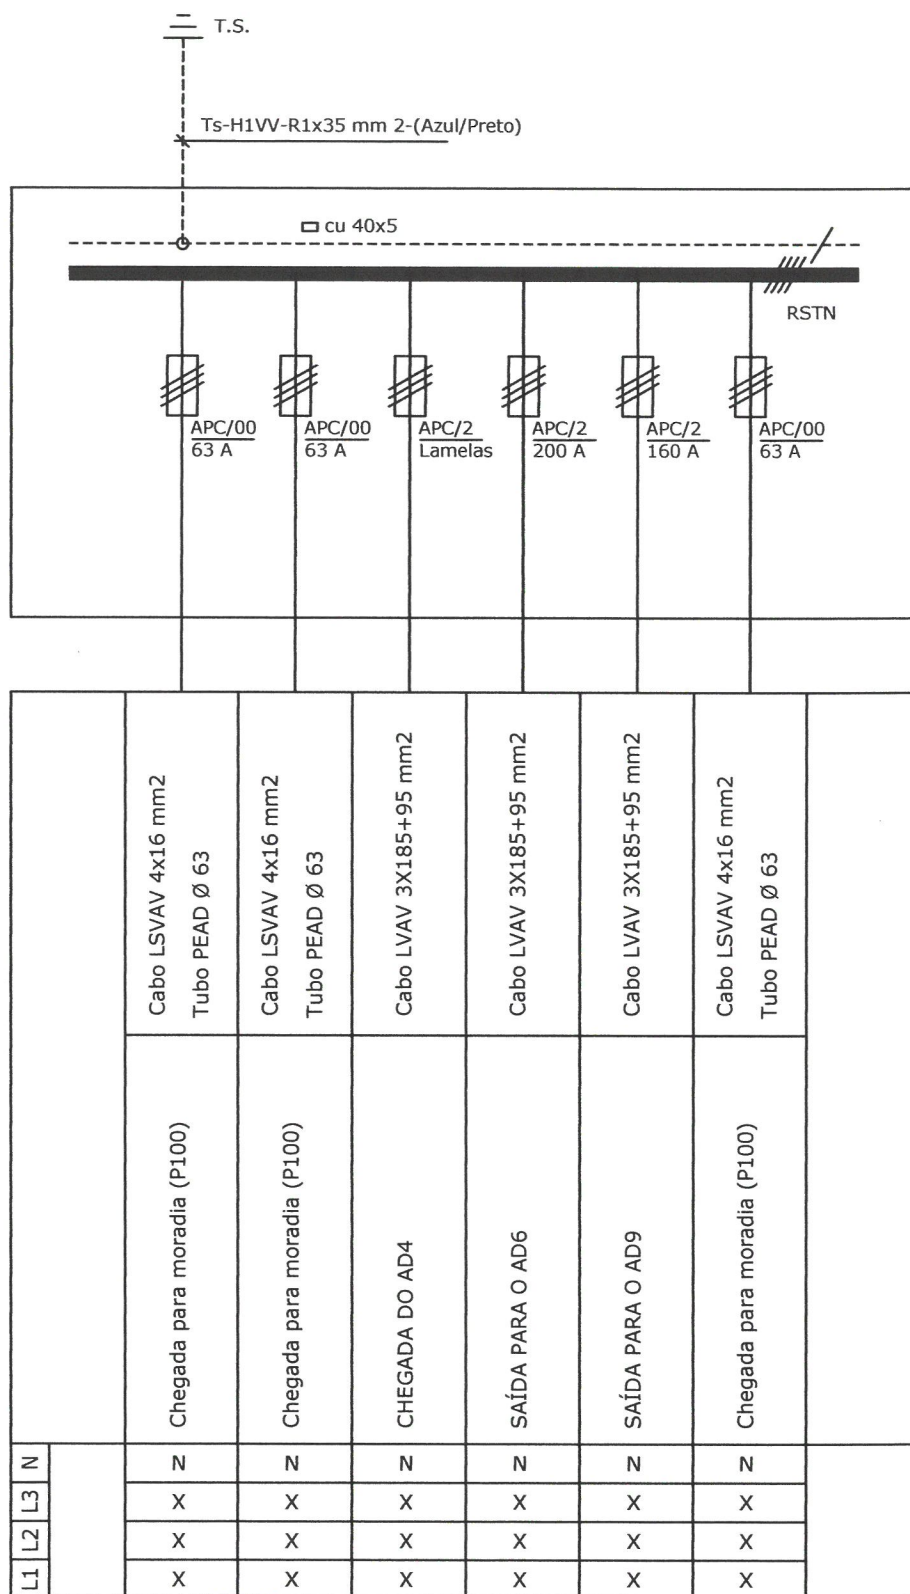 T.S.
Ts-H1VV-R1x35 mm 2-(Azul/Preto)
cu 40x5
RSTN
APC/00
63 A
APC/00
63 A
APC/2
Lamelas
APC/2
200 A
APC/2
160 A
APC/00
63 A
Cabo LSVAV 4x16 mm2
Tubo PEAD Ø 63
Cabo LSVAV 4x16 mm2
Tubo PEAD Ø 63
Cabo LVAV 3X185+95 mm2
Cabo LVAV 3X185+95 mm2
Cabo LVAV 3X185+95 mm2
Cabo LSVAV 4x16 mm2
Tubo PEAD Ø 63
Chegada para moradia (P100)
Chegada para moradia (P100)
CHEGADA DO AD4
SAÍDA PARA O AD6
SAÍDA PARA O AD9
Chegada para moradia (P100)
N N N N N N N
L3 X X X X X X
L2 X X X X X X
L1 X X X X X X